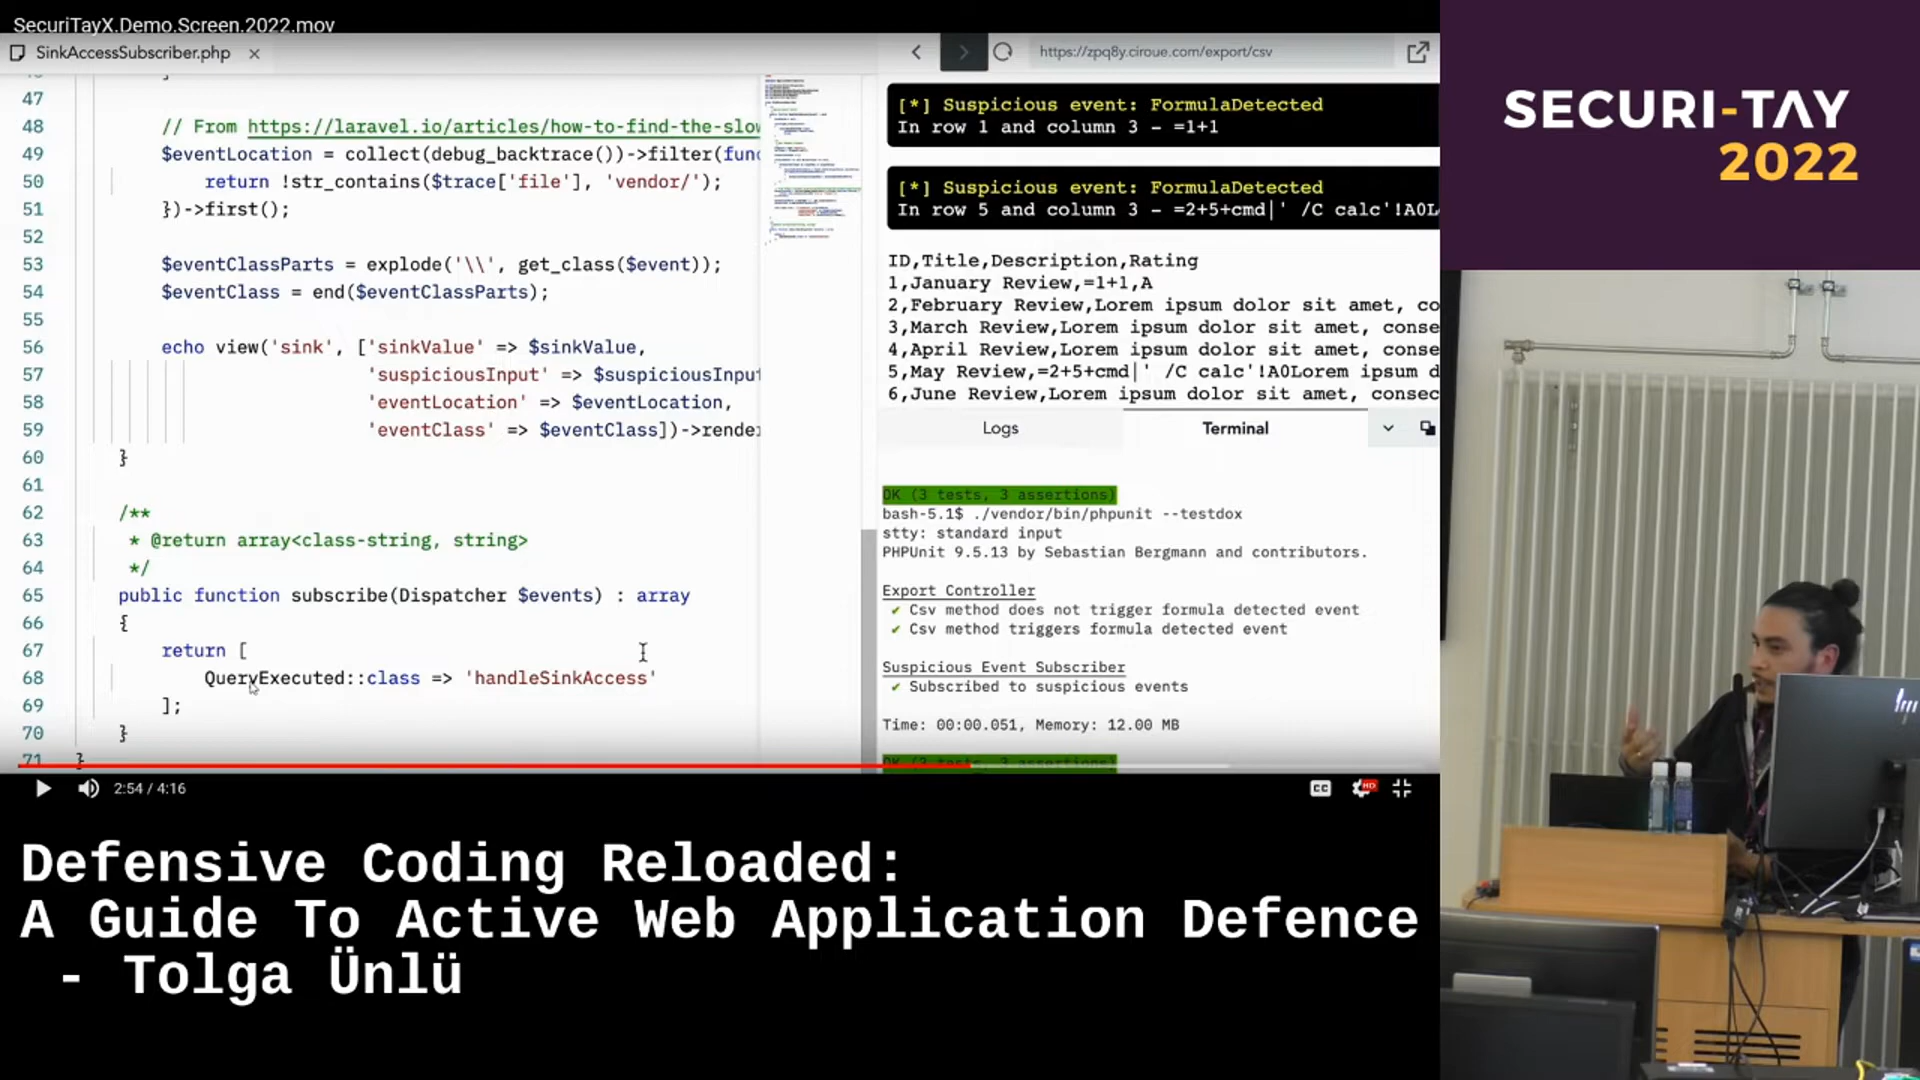 SecuriTayX.Demo.Screen.2022.mov
SinkAccessSubscriber.php
47
48 // From https://laravel.io/articles/how-to-find-the-slo
49 $eventLocation = collect(debug_backtrace())->filter(func
50 return !str_contains($trace['file'], 'vendor/');
51 })->first();
52
53 $eventClassParts = explode('\\', get_class($event));
54 $eventClass = end($eventClassParts);
55
56 echo view('sink', ['sinkValue' => $sinkValue,
57 'suspiciousInput' => $suspiciousInput
58 'eventLocation' => $eventLocation,
59 'eventClass' => $eventClass])->render
60 }
61
62 /**
63 * @return array<class-string, string>
64 */
65 public function subscribe(Dispatcher $events) : array
66 {
67 return [
68 QueryExecuted::class => 'handleSinkAccess'
69 ];
70 }
71 }
https://zpq8y.ciroue.com/export/csv
[*] Suspicious event: FormulaDetected
In row 1 and column 3 - =1+1
[*] Suspicious event: FormulaDetected
In row 5 and column 3 - =2+5+cmd|' /C calc'!A0L
ID,Title,Description,Rating
1,January Review,=1+1,A
2,February Review,Lorem ipsum dolor sit amet, co
3,March Review,Lorem ipsum dolor sit amet, conse
4,April Review,Lorem ipsum dolor sit amet, conse
5,May Review,=2+5+cmd|' /C calc'!A0Lorem ipsum d
6,June Review,Lorem ipsum dolor sit amet, consec
Logs Terminal
OK (3 tests, 3 assertions)
bash-5.1$ ./vendor/bin/phpunit --testdox
stty: standard input
PHPUnit 9.5.13 by Sebastian Bergmann and contributors.
Export Controller
✔ Csv method does not trigger formula detected event
✔ Csv method triggers formula detected event
Suspicious Event Subscriber
✔ Subscribed to suspicious events
Time: 00:00.051, Memory: 12.00 MB
OK (3 tests, 3 assertions)
2:54 / 4:16
CC
HD
SECURI-TAY
2022
hp
Defensive Coding Reloaded:
A Guide To Active Web Application Defence
- Tolga Ünlü